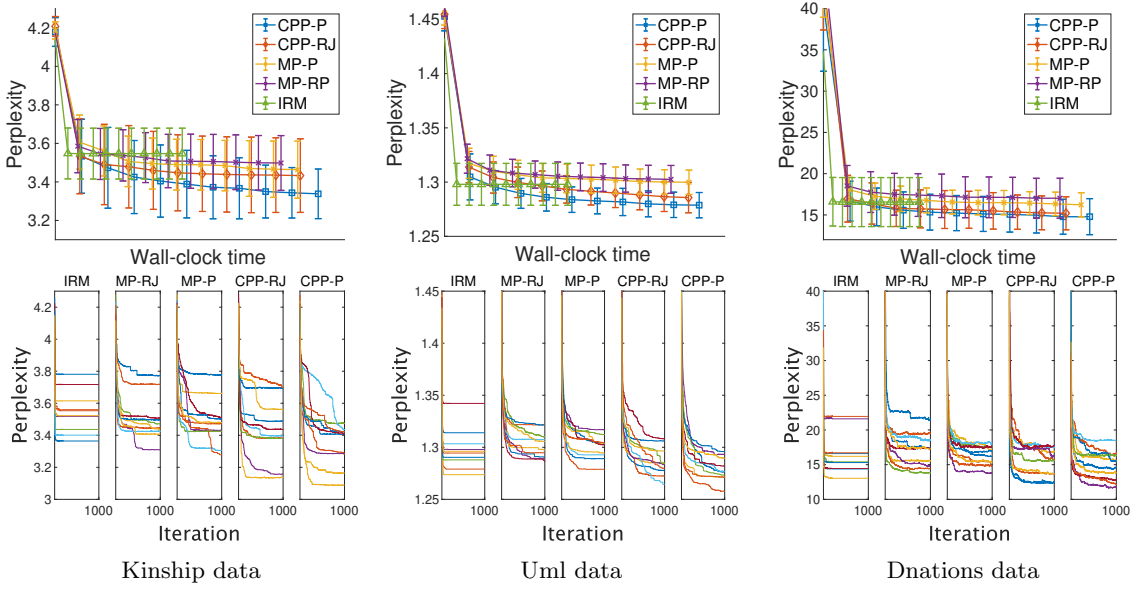 4.2
4
3.8
3.6
3.4
3.2
Perplexity
CPP-P
CPP-RJ
MP-P
MP-RP
IRM
Wall-clock time
1.45
1.4
1.35
1.3
1.25
Perplexity
CPP-P
CPP-RJ
MP-P
MP-RP
IRM
Wall-clock time
40
35
30
25
20
15
Perplexity
CPP-P
CPP-RJ
MP-P
MP-RP
IRM
Wall-clock time
IRM MP-RJ MP-P CPP-RJ CPP-P
4.2
4
3.8
3.6
3.4
3.2
3
Perplexity
1000 1000 1000 1000 1000
Iteration
IRM MP-RJ MP-P CPP-RJ CPP-P
1.45
1.4
1.35
1.3
1.25
Perplexity
1000 1000 1000 1000 1000
Iteration
IRM MP-RJ MP-P CPP-RJ CPP-P
40
35
30
25
20
15
10
Perplexity
1000 1000 1000 1000 1000
Iteration
Kinship data
Uml data
Dnations data